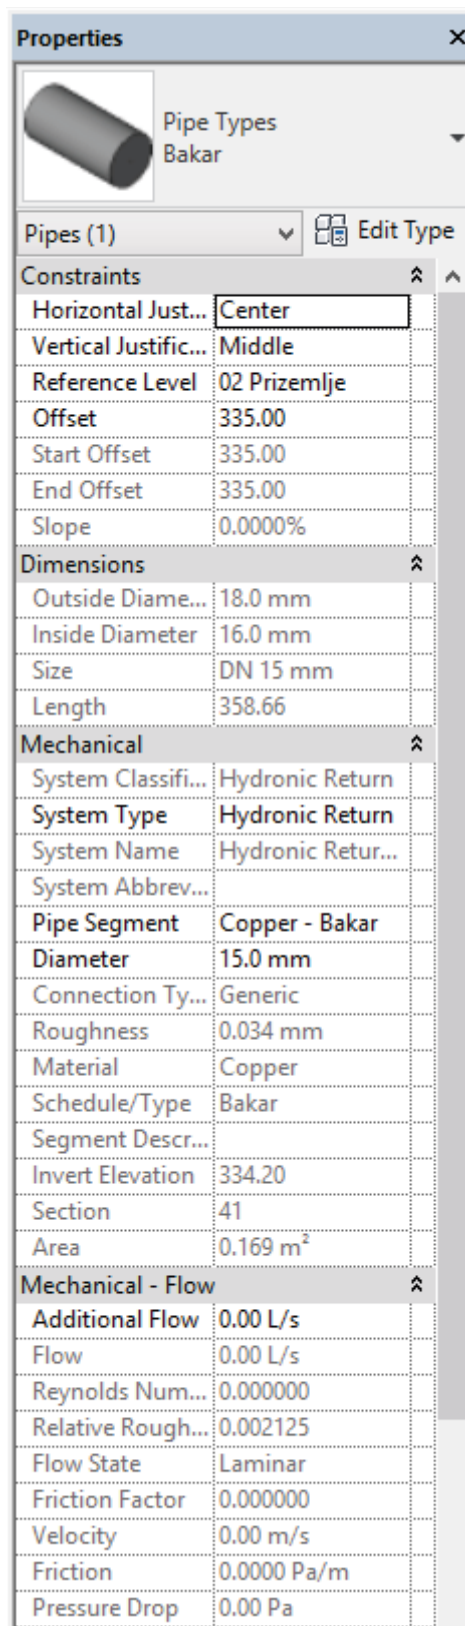 Properties
Pipe Types
Bakar
Pipes (1)
Edit Type
Constraints
Horizontal Just... Center
Vertical Justific... Middle
Reference Level 02 Prizemlje
Offset 335.00
Start Offset 335.00
End Offset 335.00
Slope 0.0000%
Dimensions
Outside Diame... 18.0 mm
Inside Diameter 16.0 mm
Size DN 15 mm
Length 358.66
Mechanical
System Classifi... Hydronic Return
System Type Hydronic Return
System Name Hydronic Retur...
System Abbrev...
Pipe Segment Copper - Bakar
Diameter 15.0 mm
Connection Ty... Generic
Roughness 0.034 mm
Material Copper
Schedule/Type Bakar
Segment Descr...
Invert Elevation 334.20
Section 41
Area 0.169 m²
Mechanical - Flow
Additional Flow 0.00 L/s
Flow 0.00 L/s
Reynolds Num... 0.000000
Relative Rough... 0.002125
Flow State Laminar
Friction Factor 0.000000
Velocity 0.00 m/s
Friction 0.0000 Pa/m
Pressure Drop 0.00 Pa